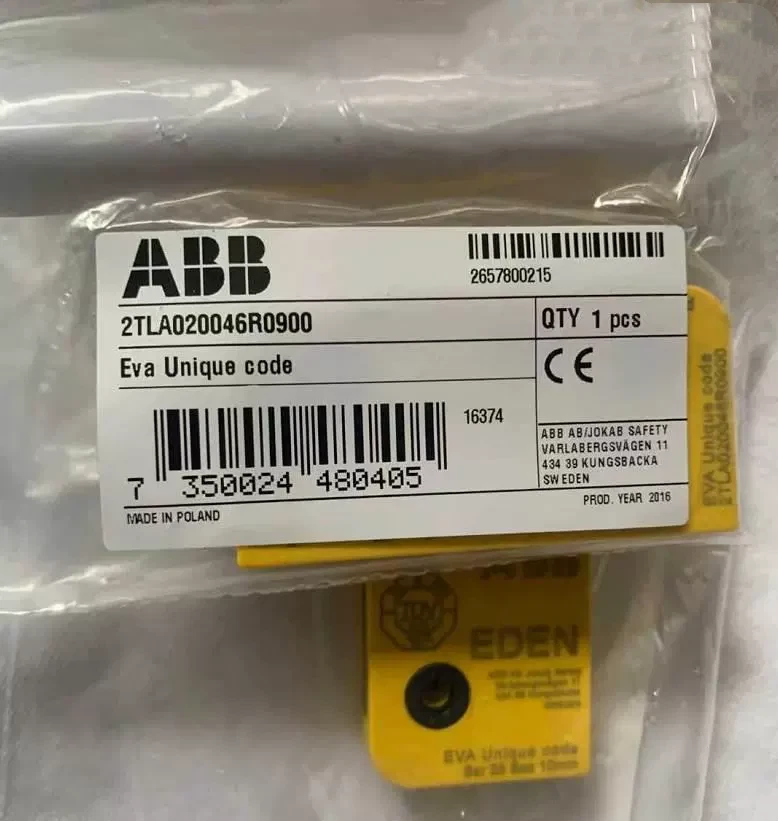 ABB
2657800215
2TLA020046R0900
QTY 1 pcs
Eva Unique code
CE
16374
7 350024 480405
ABB AB/JOKAB SAFETY
VARLABERGSVÄGEN 11
434 39 KUNGSBACKA
SWEDEN
MADE IN POLAND
PROD. YEAR 2016
EVA Unique code
2TLA020046R0900
ABB
TÜV
EDEN
EVA Unique code